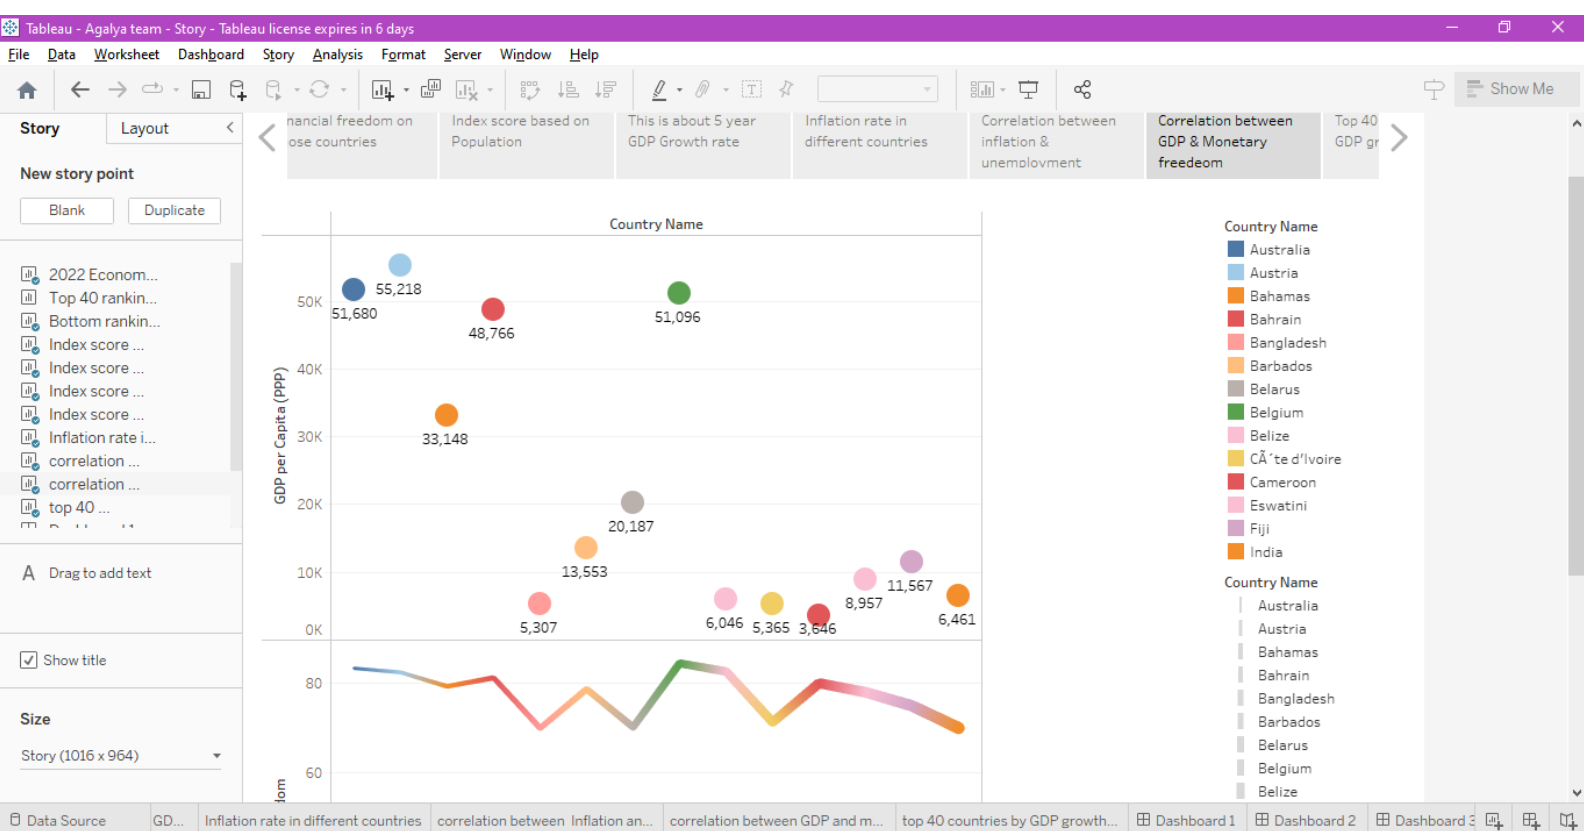 Tableau - Agalya team - Story - Tableau license expires in 6 days
File Data Worksheet Dashboard Story Analysis Format Server Window Help
Show Me
Story Layout
New story point
Blank Duplicate
2022 Econom...
Top 40 rankin...
Bottom rankin...
Index score ...
Index score ...
Index score ...
Index score ...
Inflation rate i...
correlation ...
correlation ...
top 40 ...
A Drag to add text
Show title
Size
Story (1016 x 964)
nancial freedom on
ose countries
Index score based on
Population
This is about 5 year
GDP Growth rate
Inflation rate in
different countries
Correlation between
inflation &
unemployment
Correlation between
GDP & Monetary
freedeom
Top 40
GDP gr
Country Name
GDP per Capita (PPP)
50K
40K
30K
20K
10K
0K
51,680
55,218
33,148
48,766
5,307
13,553
20,187
51,096
6,046
5,365
3,646
8,957
11,567
6,461
80
60
dom
Country Name
Australia
Austria
Bahamas
Bahrain
Bangladesh
Barbados
Belarus
Belgium
Belize
CÃ´te d'Ivoire
Cameroon
Eswatini
Fiji
India
Country Name
Australia
Austria
Bahamas
Bahrain
Bangladesh
Barbados
Belarus
Belgium
Belize
Data Source GD... Inflation rate in different countries correlation between Inflation an... correlation between GDP and m... top 40 countries by GDP growth... Dashboard 1 Dashboard 2 Dashboard 3